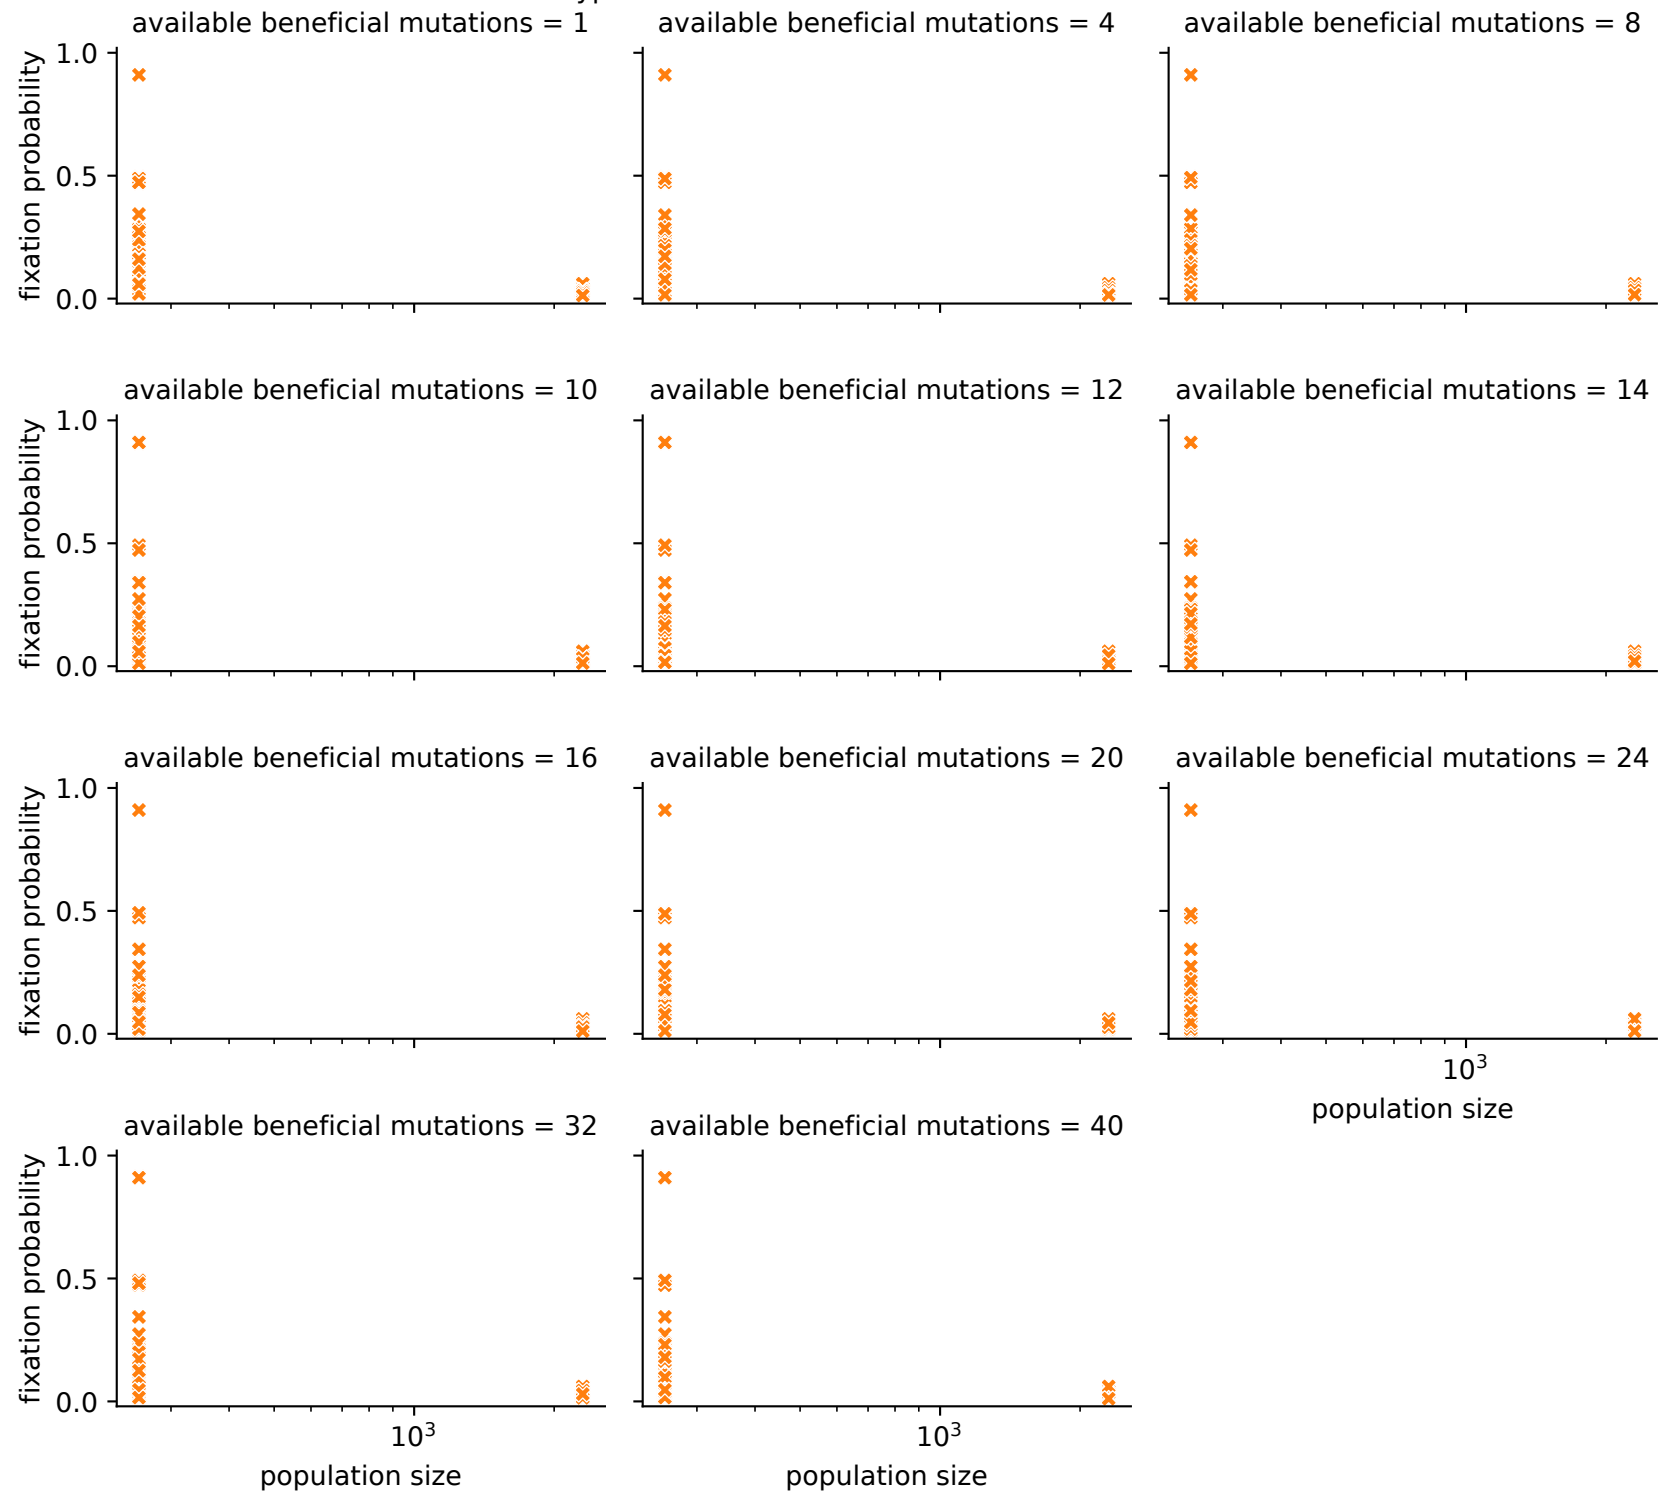 available beneficial mutations = 1
available beneficial mutations = 4
available beneficial mutations = 8
fixation probability
1.0
0.5
0.0
available beneficial mutations = 10
available beneficial mutations = 12
available beneficial mutations = 14
fixation probability
1.0
0.5
0.0
available beneficial mutations = 16
available beneficial mutations = 20
available beneficial mutations = 24
fixation probability
1.0
0.5
0.0
10³
population size
available beneficial mutations = 32
available beneficial mutations = 40
fixation probability
1.0
0.5
0.0
10³
10³
population size
population size